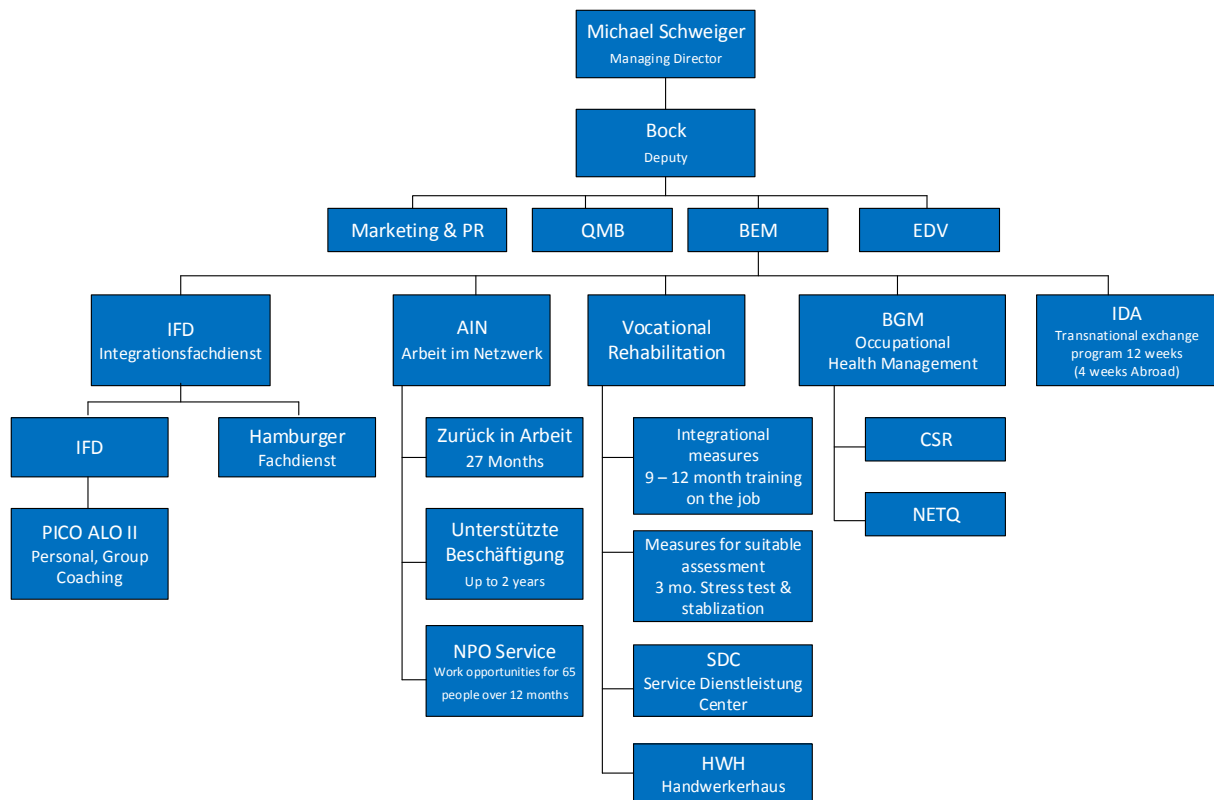 Michael Schweiger
Managing Director
Bock
Deputy
Marketing & PR
QMB
BEM
EDV
IFD
Integrationsfachdienst
AIN
Arbeit im Netzwerk
Vocational
Rehabilitation
BGM
Occupational
Health Management
IDA
Transnational exchange
program 12 weeks
(4 weeks Abroad)
IFD
Hamburger
Fachdienst
PICO ALO II
Personal, Group
Coaching
Zurück in Arbeit
27 Months
Unterstützte
Beschäftigung
Up to 2 years
NPO Service
Work opportunities for 65
people over 12 months
Integrational
measures
9 – 12 month training
on the job
Measures for suitable
assessment
3 mo. Stress test &
stablization
SDC
Service Dienstleistung
Center
HWH
Handwerkerhaus
CSR
NETQ